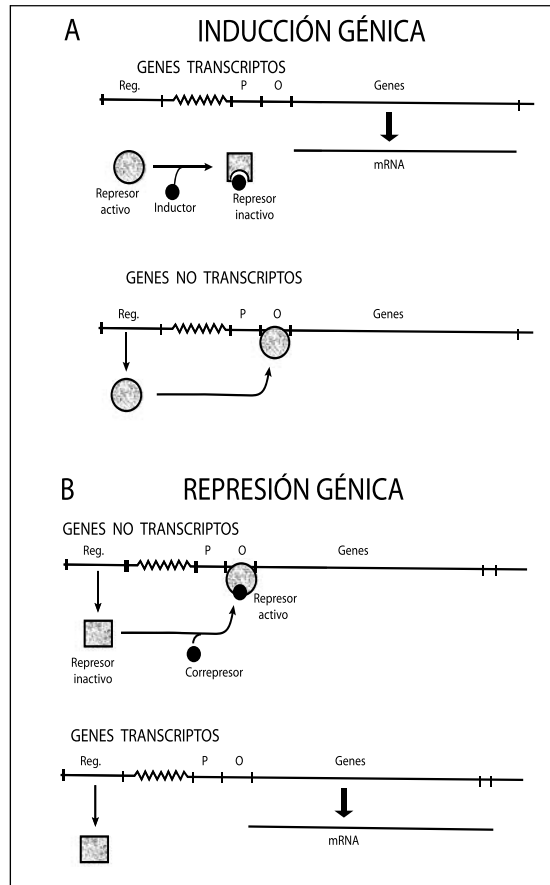 A INDUCCIÓN GÉNICA
GENES TRANSCRIPTOS
Reg. P O Genes
mRNA
Represor
activo
Inductor
Represor
inactivo
GENES NO TRANSCRIPTOS
Reg. P O Genes
B REPRESIÓN GÉNICA
GENES NO TRANSCRIPTOS
Reg. P O Genes
Represor
activo
Represor
inactivo
Correpresor
GENES TRANSCRIPTOS
Reg. P O Genes
mRNA